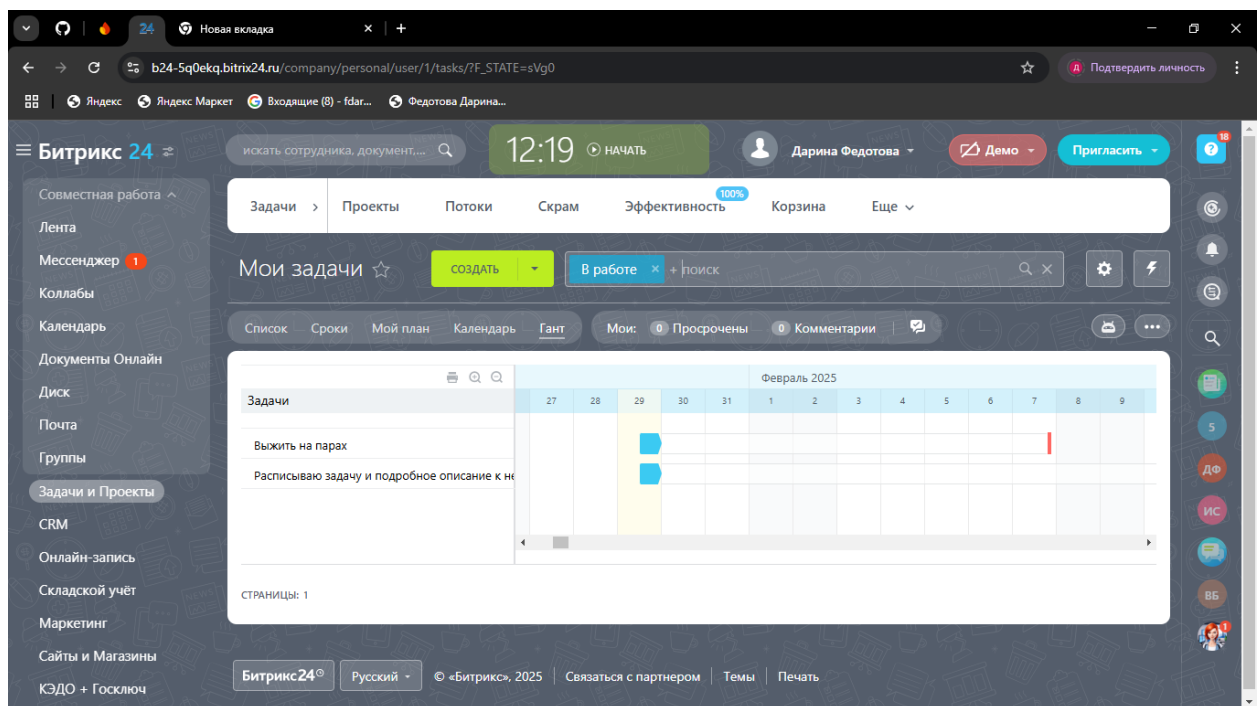 24 Новая вкладка
b24-5q0ekq.bitrix24.ru/company/personal/user/1/tasks/?F_STATE=sVg0 Д Подтвердить личность
Яндекс Яндекс Маркет Входящие (8) - fdar... Федотова Дарина...
Битрикс 24 искать сотрудника, документ,... 12:19 НАЧАТЬ Дарина Федотова Демо Пригласить 18
Совместная работа
Лента
Мессенджер 1
Коллабы
Календарь
Документы Онлайн
Диск
Почта
Группы
Задачи и Проекты
CRM
Онлайн-запись
Складской учёт
Маркетинг
Сайты и Магазины
КЭДО + Госключ
Задачи Проекты Потоки Скрам Эффективность 100% Корзина Еще
Мои задачи СОЗДАТЬ В работе × + поиск
Список Сроки Мой план Календарь Гант Мои: 0 Просрочены 0 Комментарии
Февраль 2025
Задачи 27 28 29 30 31 1 2 3 4 5 6 7 8 9
Выжить на парах
Расписываю задачу и подробное описание к не
СТРАНИЦЫ: 1
Битрикс24 Русский © «Битрикс», 2025 Связаться с партнером Темы Печать
5
ДФ
ИС
ВБ
1